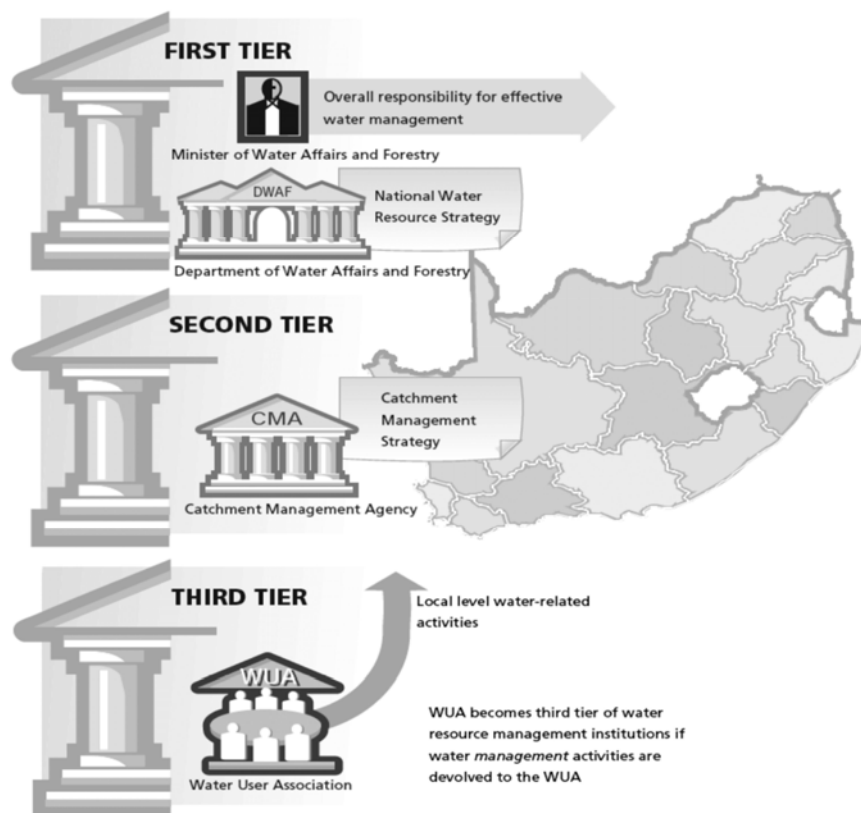 FIRST TIER
Overall responsibility for effective
water management
Minister of Water Affairs and Forestry
DWAF
National Water
Resource Strategy
Department of Water Affairs and Forestry
SECOND TIER
CMA
Catchment
Management
Strategy
Catchment Management Agency
THIRD TIER
Local level water-related
activities
WUA
WUA becomes third tier of water
resource management institutions if
water management activities are
devolved to the WUA
Water User Association